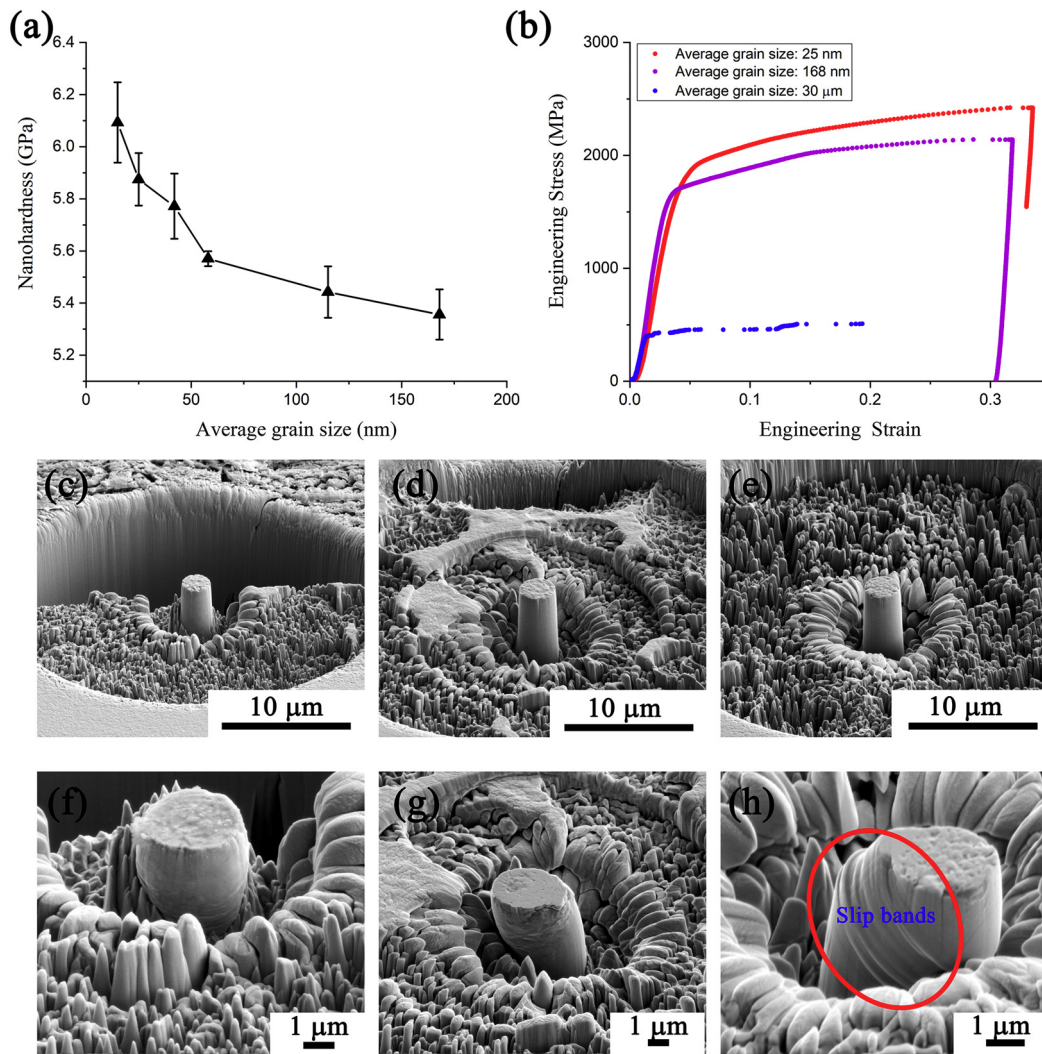 (a)
6.4
6.2
6.0
5.8
5.6
5.4
5.2
Nanohardness (GPa)
0
50
100
150
200
Average grain size (nm)
(b)
3000
2000
1000
0
Engineering Stress (MPa)
Average grain size: 25 nm
Average grain size: 168 nm
Average grain size: 30 μm
0.0
0.1
0.2
0.3
Engineering Strain
(c)
10 μm
(d)
10 μm
(e)
10 μm
(f)
1 μm
(g)
1 μm
(h)
Slip bands
1 μm